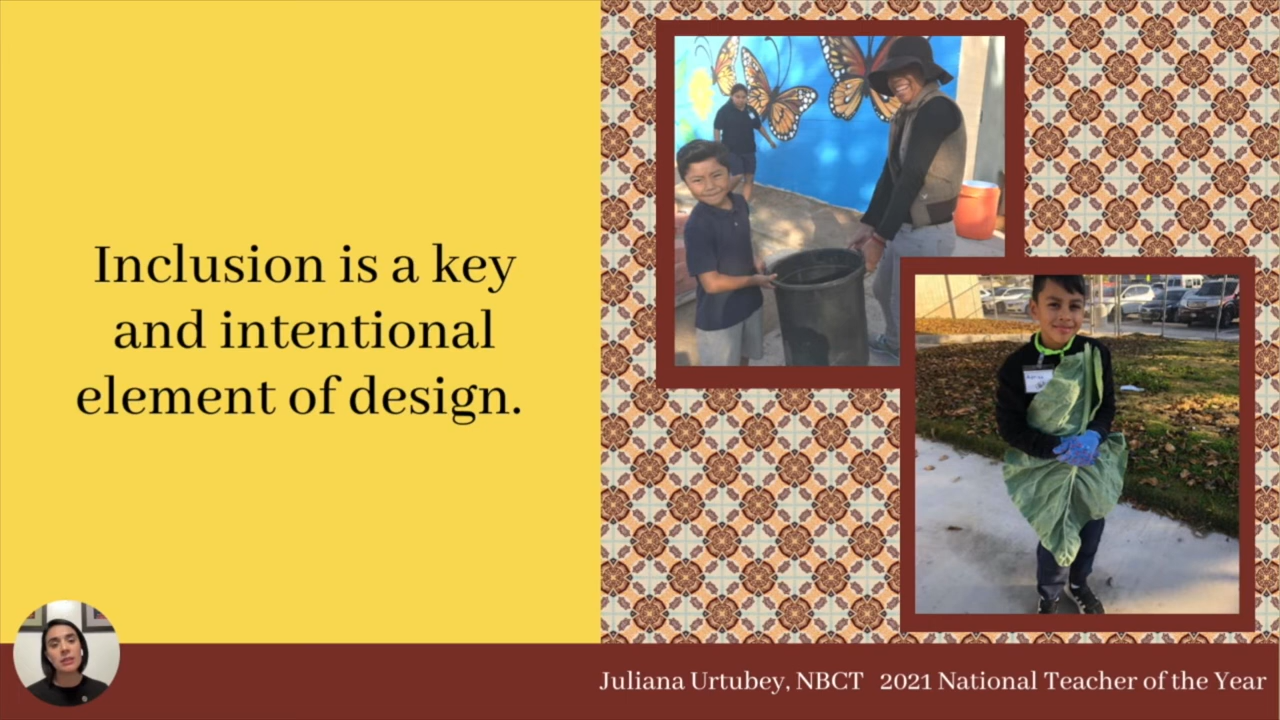 Inclusion is a key
and intentional
element of design.
Juliana Urtubey, NBCT 2021 National Teacher of the Year